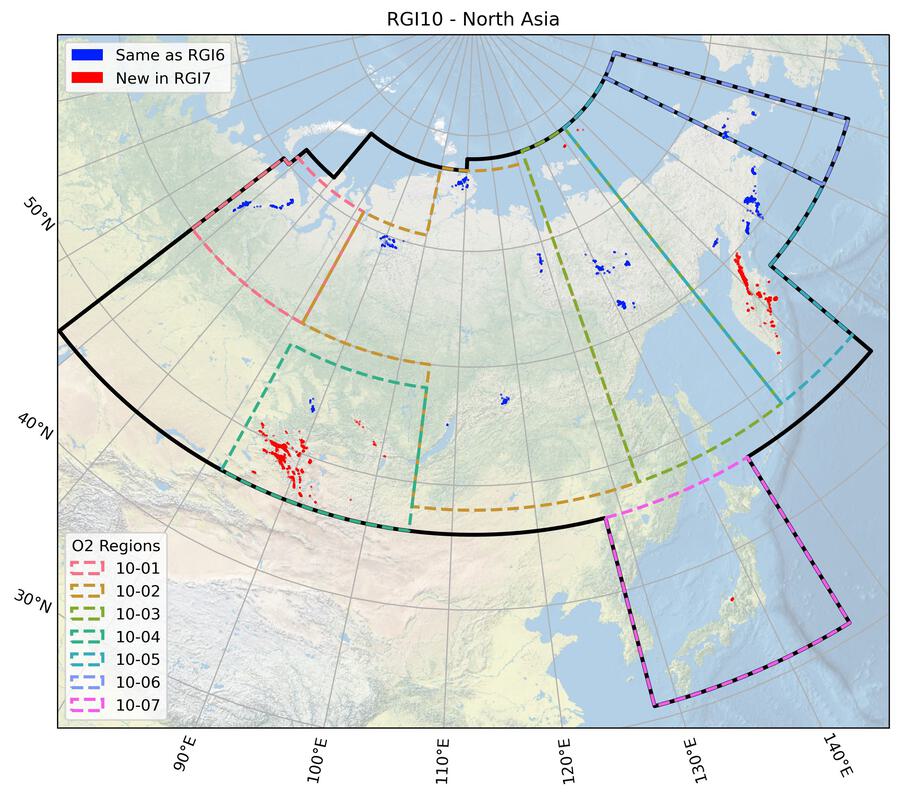 RGI10 - North Asia
Same as RGI6
New in RGI7
50°N
40°N
30°N
O2 Regions
10-01
10-02
10-03
10-04
10-05
10-06
10-07
90°E
100°E
110°E
120°E
130°E
140°E